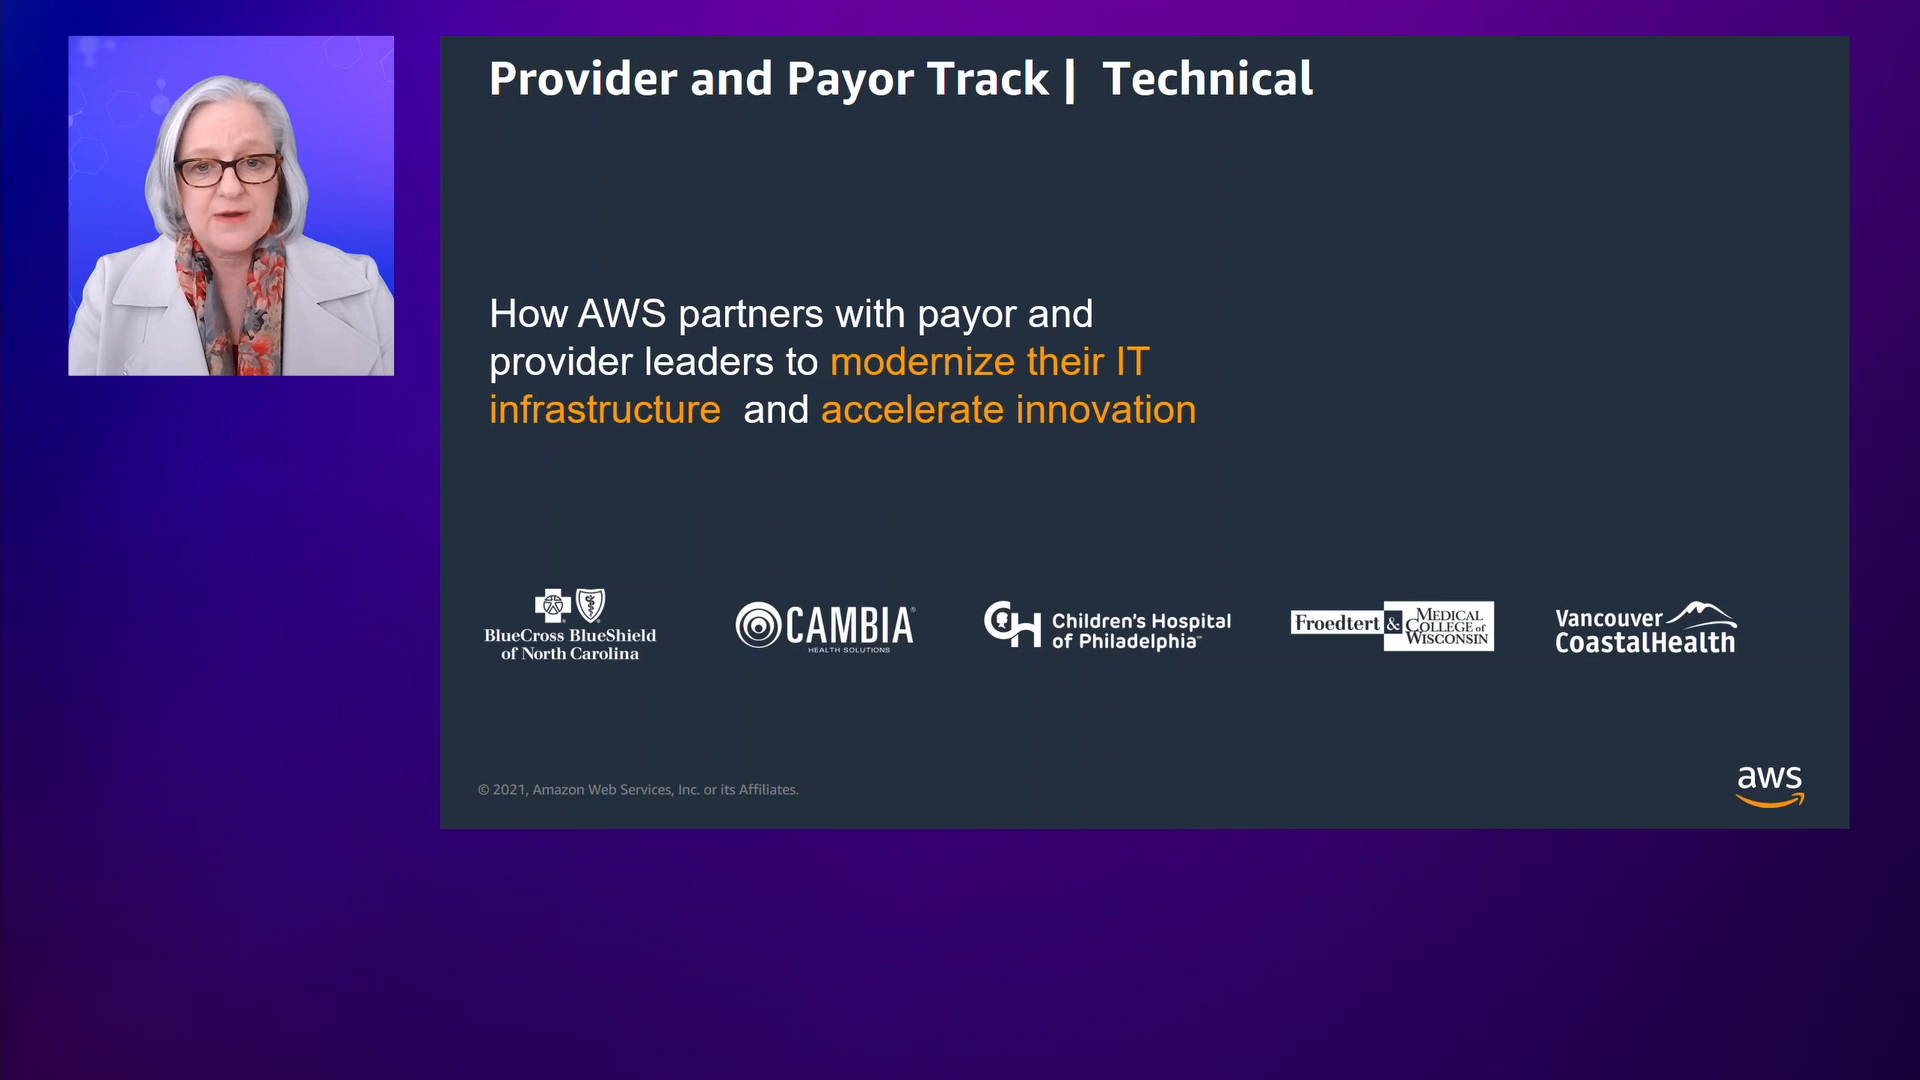 Provider and Payor Track | Technical
How AWS partners with payor and
provider leaders to modernize their IT
infrastructure and accelerate innovation
BlueCross BlueShield
of North Carolina
CAMBIA®
HEALTH SOLUTIONS
CH Children's Hospital
of Philadelphia℠
Froedtert & MEDICAL
COLLEGE of
WISCONSIN
Vancouver
CoastalHealth
© 2021, Amazon Web Services, Inc. or its Affiliates.
aws